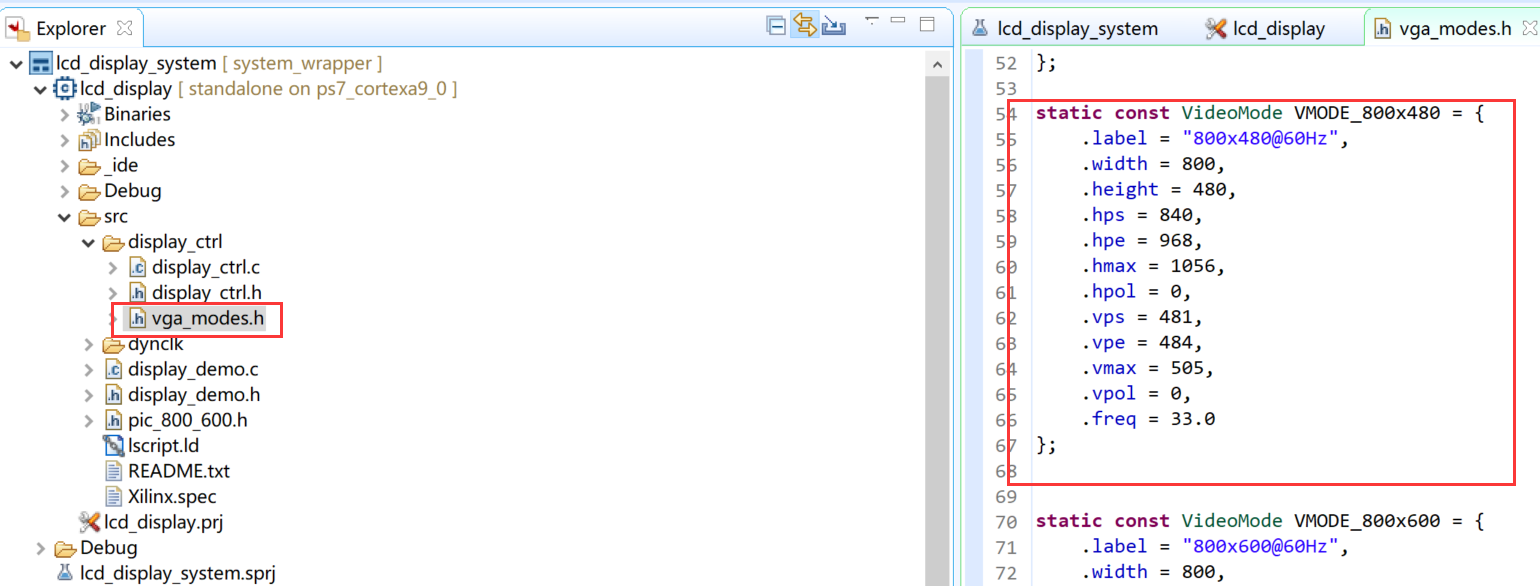 Explorer
lcd_display_system [ system_wrapper ]
lcd_display [ standalone on ps7_cortexa9_0 ]
Binaries
Includes
_ide
Debug
src
display_ctrl
display_ctrl.c
display_ctrl.h
vga_modes.h
dynclk
display_demo.c
display_demo.h
pic_800_600.h
lscript.ld
README.txt
Xilinx.spec
lcd_display.prj
Debug
lcd_display_system.sprj
lcd_display_system lcd_display vga_modes.h
52 };
53
54 static const VideoMode VMODE_800x480 = {
55 .label = "800x480@60Hz",
56 .width = 800,
57 .height = 480,
58 .hps = 840,
59 .hpe = 968,
60 .hmax = 1056,
61 .hpol = 0,
62 .vps = 481,
63 .vpe = 484,
64 .vmax = 505,
65 .vpol = 0,
66 .freq = 33.0
67 };
68
69
70 static const VideoMode VMODE_800x600 = {
71 .label = "800x600@60Hz",
72 .width = 800,